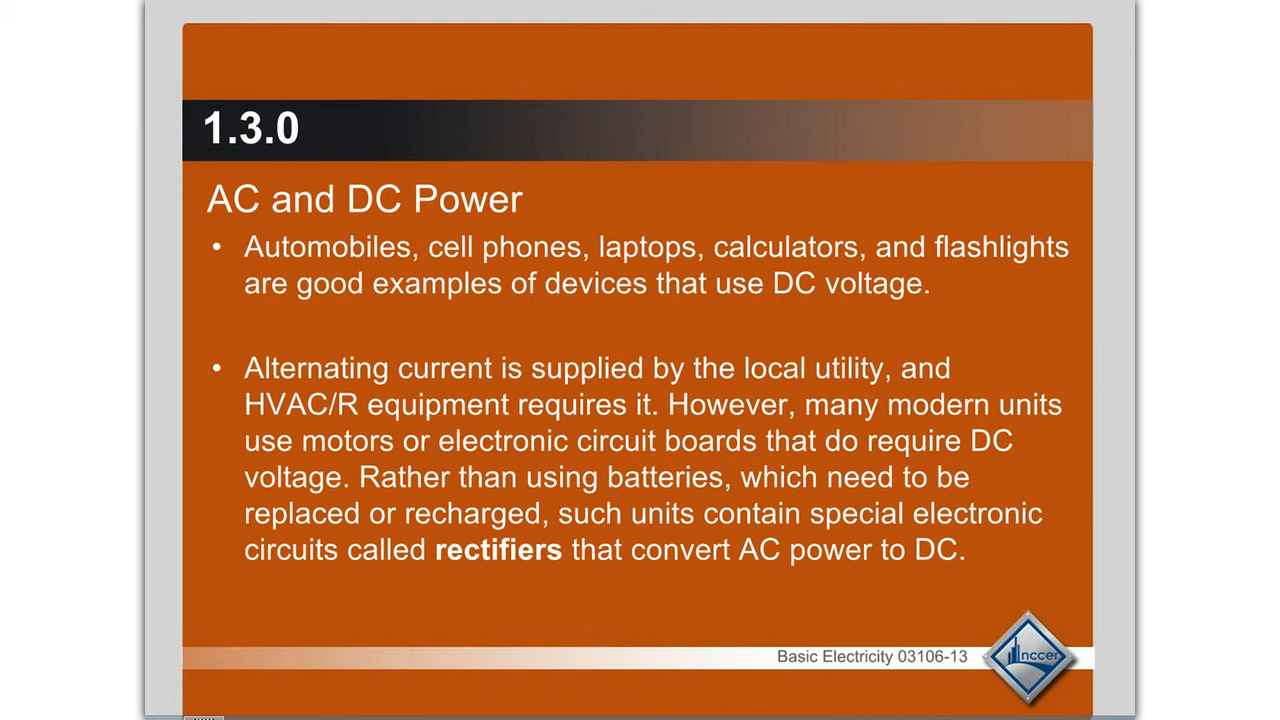 1.3.0
AC and DC Power
• Automobiles, cell phones, laptops, calculators, and flashlights
are good examples of devices that use DC voltage.
• Alternating current is supplied by the local utility, and
HVAC/R equipment requires it. However, many modern units
use motors or electronic circuit boards that do require DC
voltage. Rather than using batteries, which need to be
replaced or recharged, such units contain special electronic
circuits called rectifiers that convert AC power to DC.
Basic Electricity 03106-13
nccer